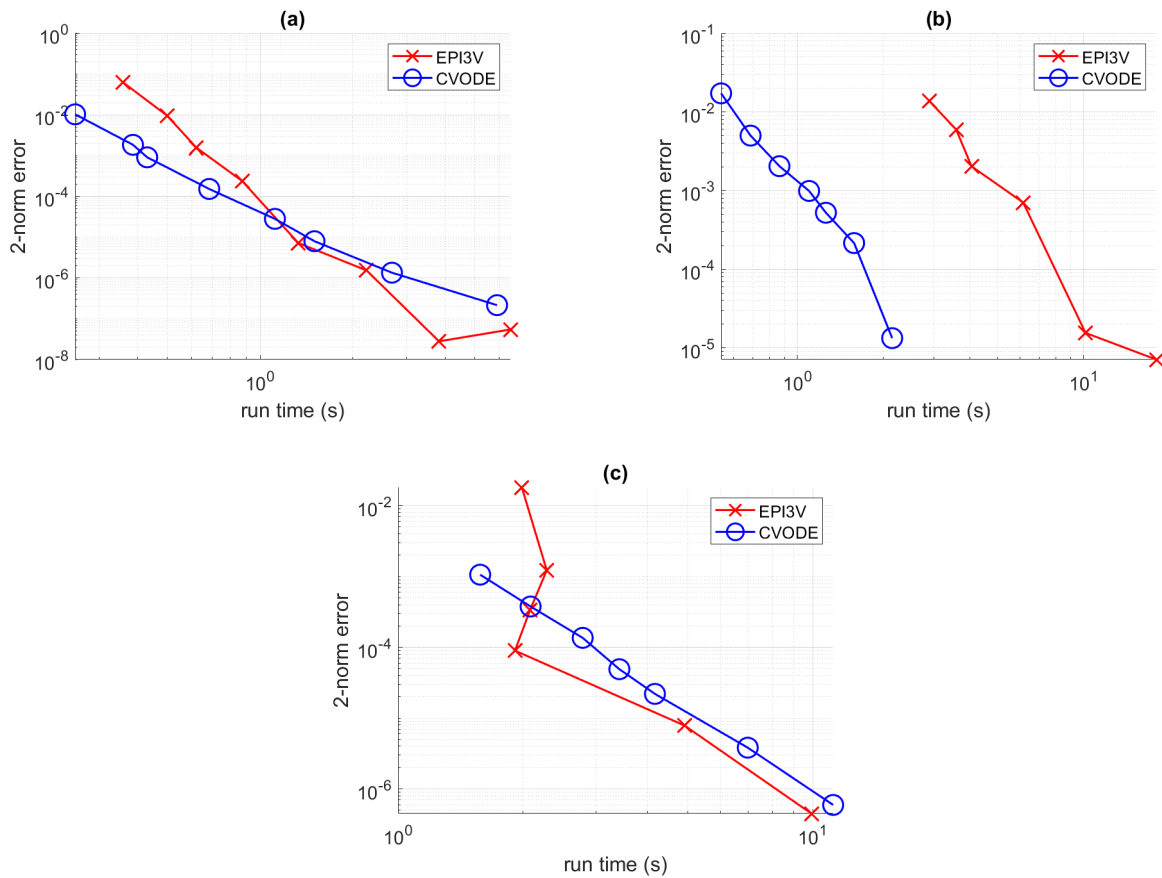 (a)
10^0
10^-2
10^-4
10^-6
10^-8
2-norm error
10^0
run time (s)
EPI3V
CVODE
(b)
10^-1
10^-2
10^-3
10^-4
10^-5
2-norm error
10^0
10^1
run time (s)
EPI3V
CVODE
(c)
10^-2
10^-4
10^-6
2-norm error
10^0
10^1
run time (s)
EPI3V
CVODE